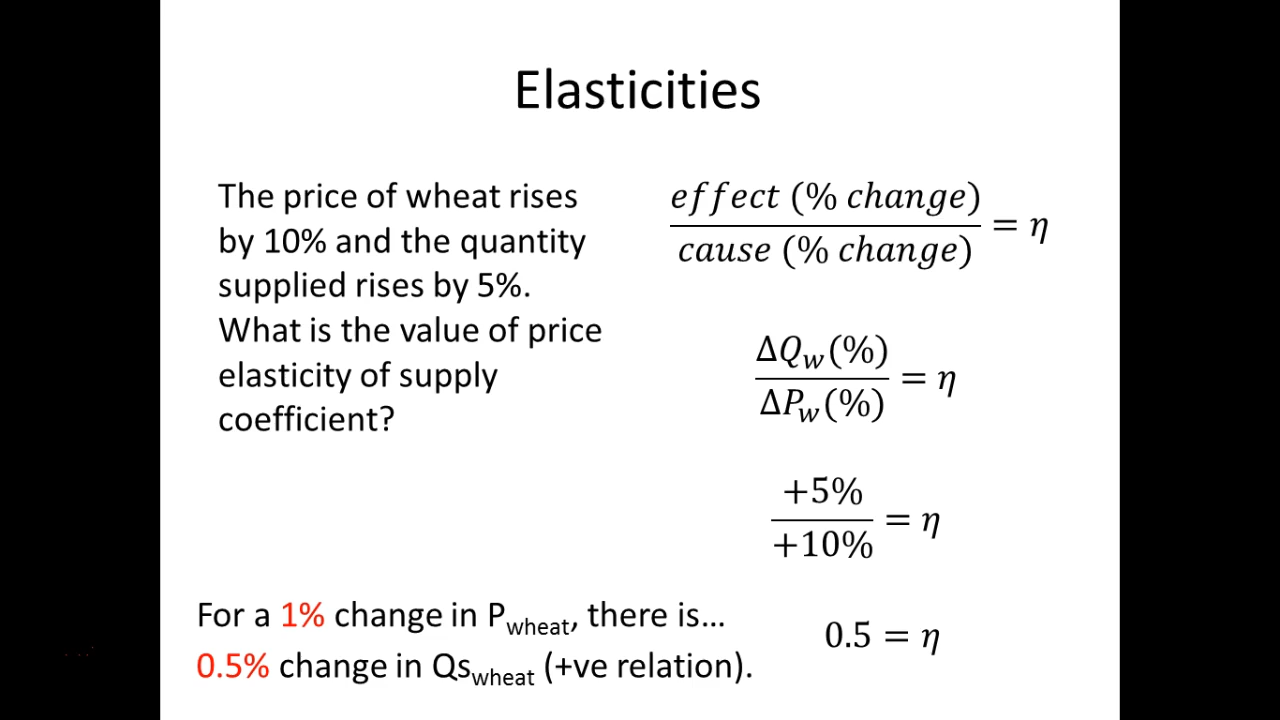 Elasticities
The price of wheat rises
by 10% and the quantity
supplied rises by 5%.
What is the value of price
elasticity of supply
coefficient?
effect (% change)
cause (% change)
= η
ΔQw(%)
ΔPw(%)
= η
+5%
+10%
= η
0.5 = η
For a 1% change in Pwheat, there is...
0.5% change in Qswheat (+ve relation).